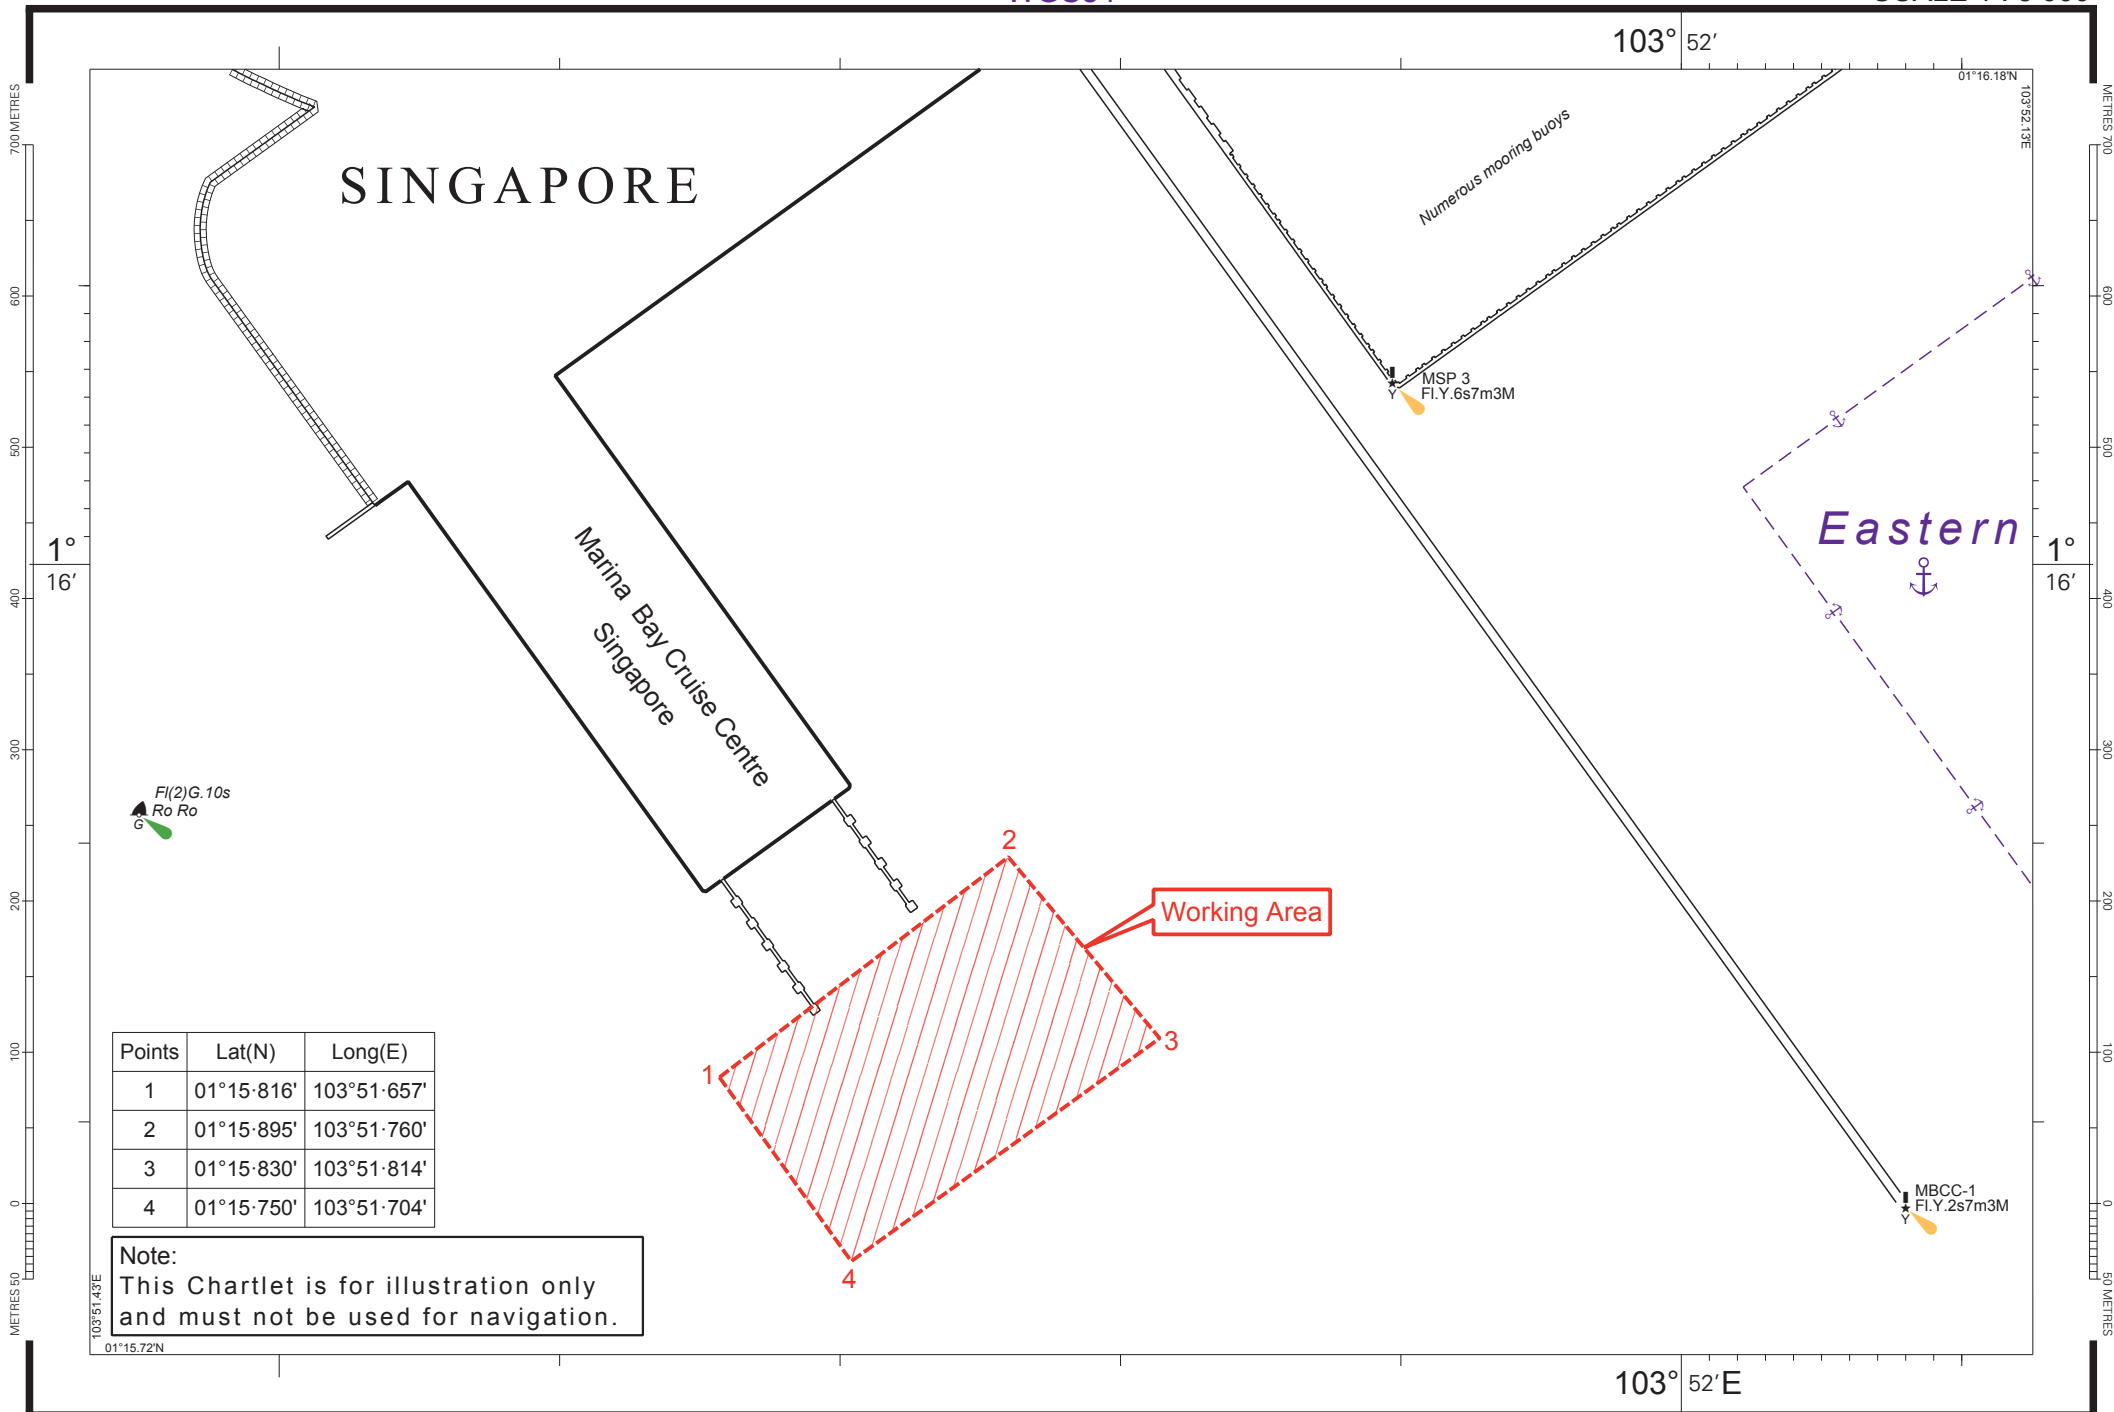 103° 52'
01°16.18'N
103°52.13'E
700 METRES
METRES 700
SINGAPORE
Numerous mooring buoys
600
600
MSP 3
Fl.Y.6s7m3M
Y
500
500
Eastern
1°
16'
1°
16'
400
400
Marina Bay Cruise Centre
Singapore
300
300
Fl(2)G.10s
Ro Ro
G
2
Working Area
200
200
1
3
100
100
Points Lat(N) Long(E)
1 01°15·816' 103°51·657'
2 01°15·895' 103°51·760'
3 01°15·830' 103°51·814'
4 01°15·750' 103°51·704'
MBCC-1
Fl.Y.2s7m3M
Y
0
0
4
Note:
This Chartlet is for illustration only
and must not be used for navigation.
METRES 50
50 METRES
103°51.43'E
01°15.72'N
103° 52'E